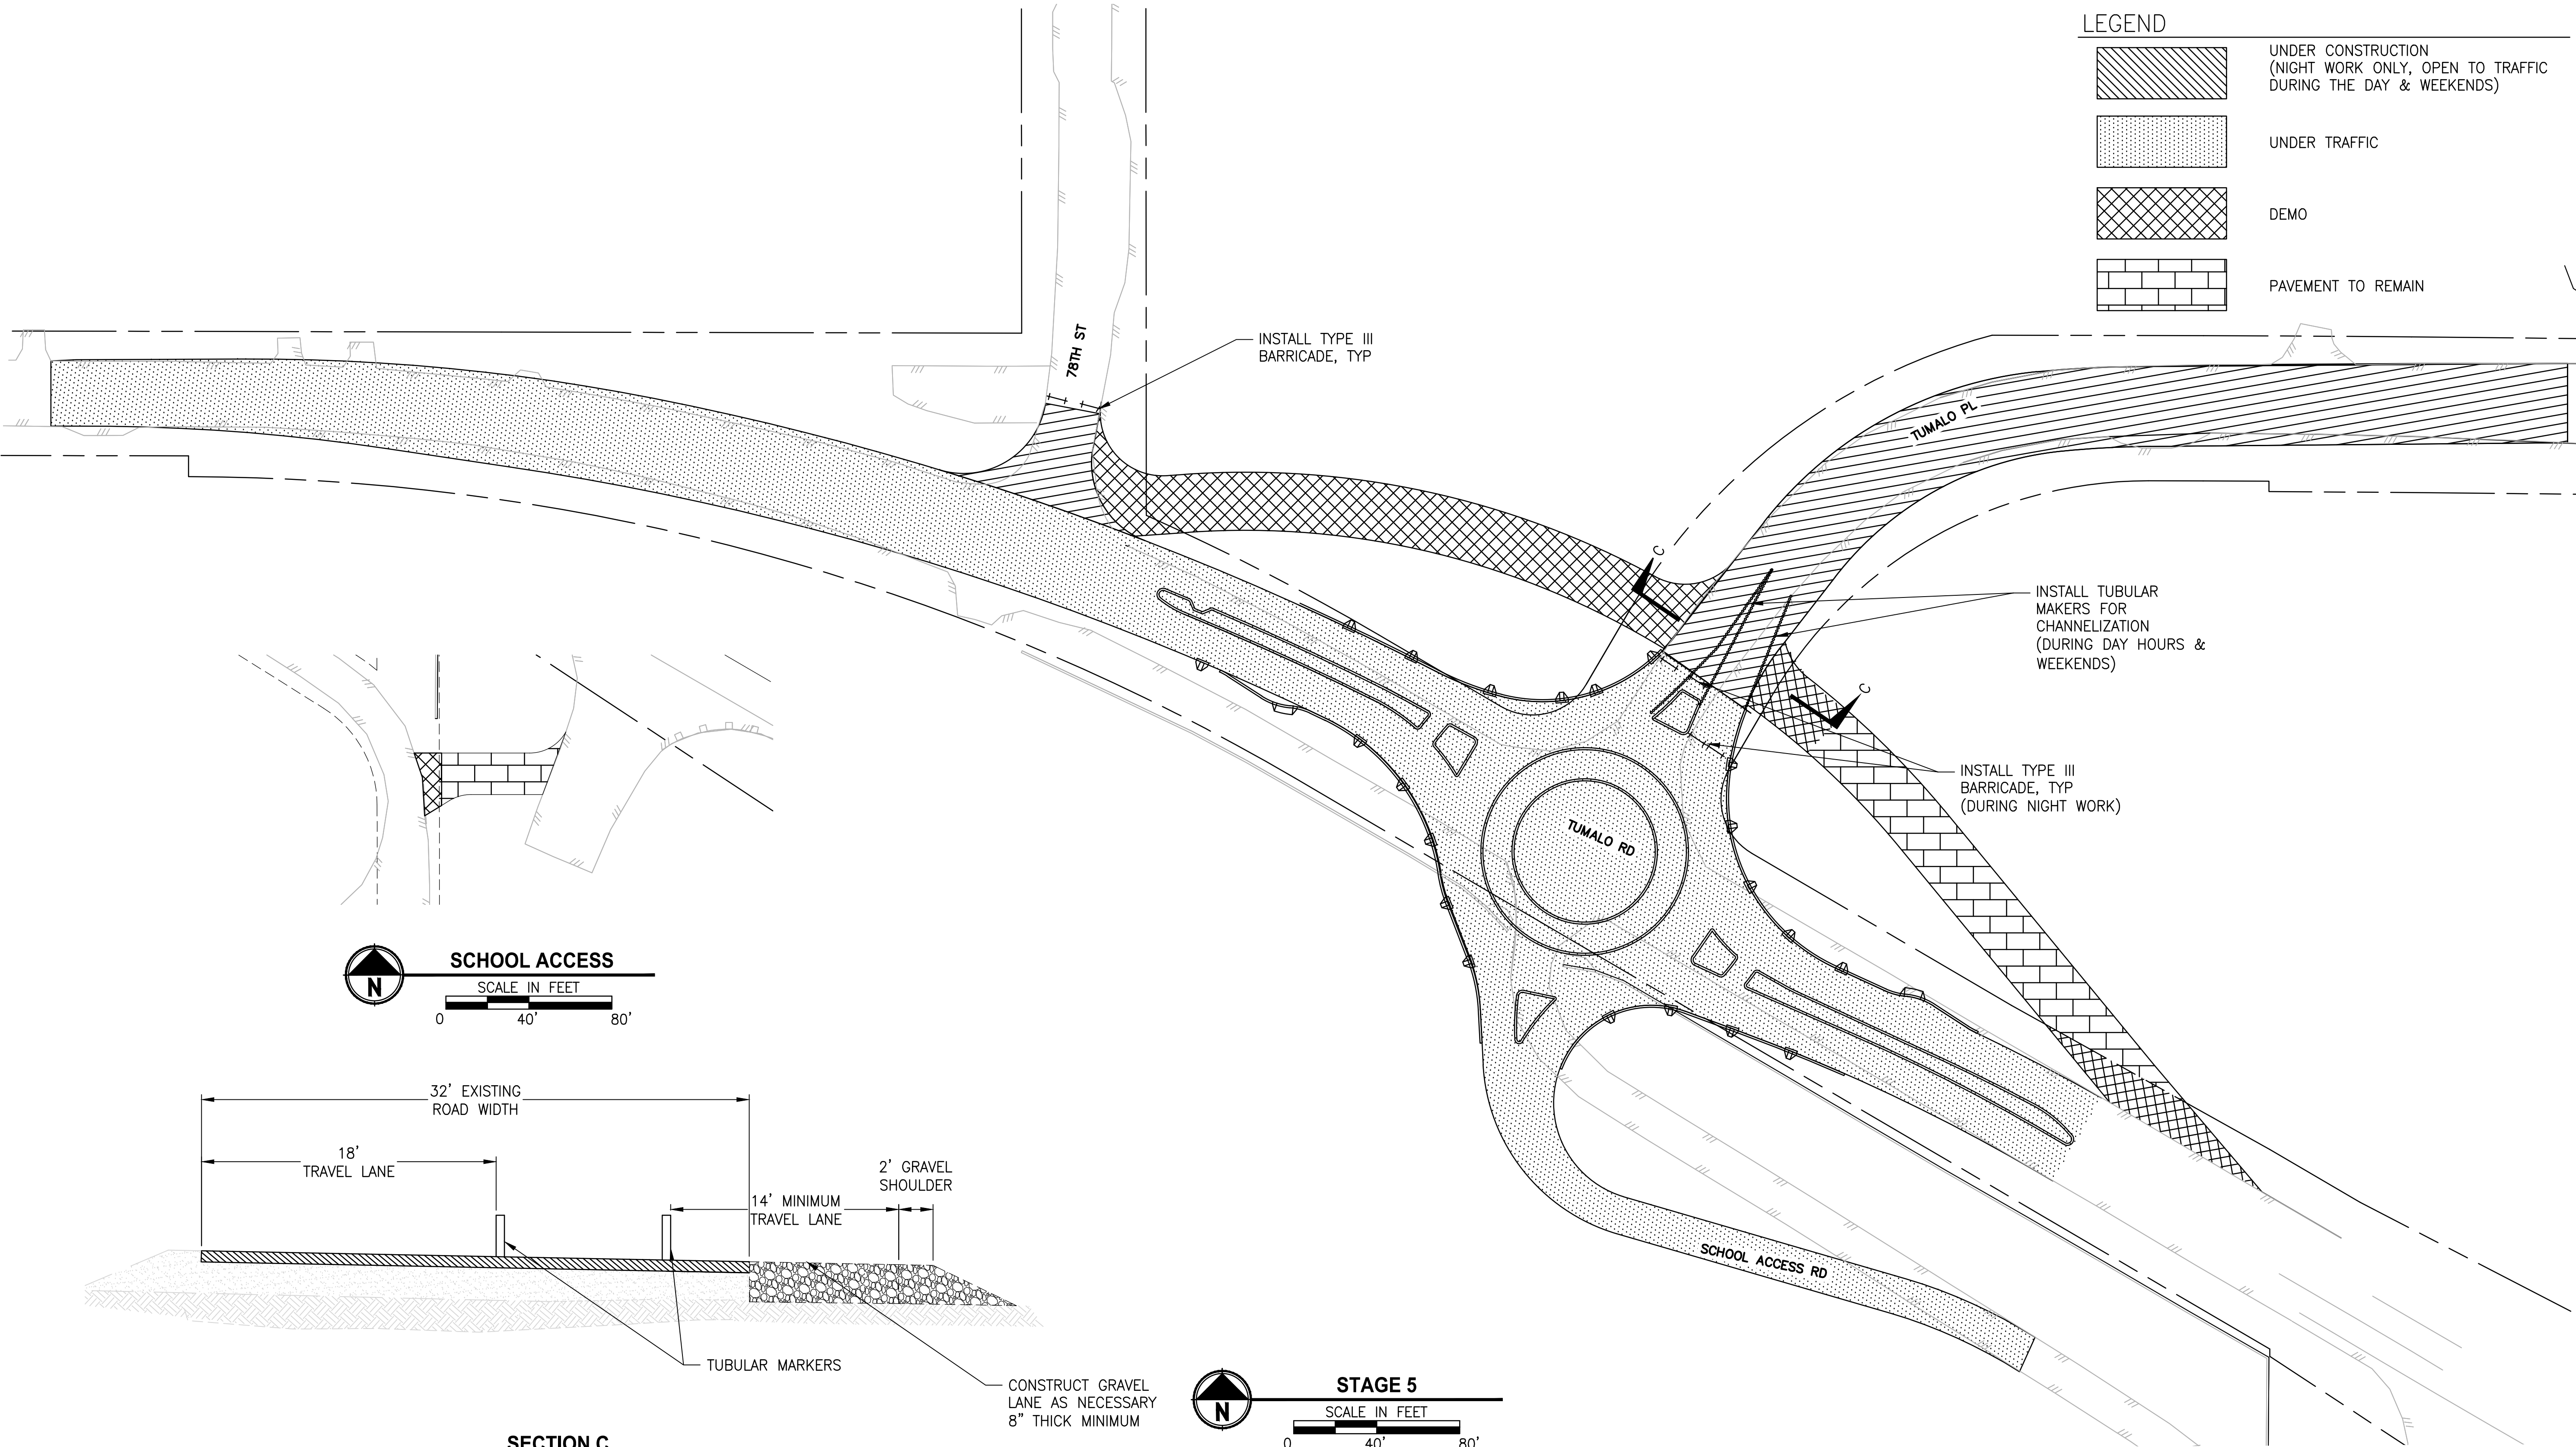 LEGEND
UNDER CONSTRUCTION
(NIGHT WORK ONLY, OPEN TO TRAFFIC
DURING THE DAY & WEEKENDS)
UNDER TRAFFIC
DEMO
PAVEMENT TO REMAIN
78TH ST
INSTALL TYPE III
BARRICADE, TYP
TUMALO PL
C
INSTALL TUBULAR
MAKERS FOR
CHANNELIZATION
(DURING DAY HOURS &
WEEKENDS)
C
INSTALL TYPE III
BARRICADE, TYP
(DURING NIGHT WORK)
TUMALO RD
SCHOOL ACCESS RD
N
SCHOOL ACCESS
SCALE IN FEET
0 40' 80'
32' EXISTING
ROAD WIDTH
18'
TRAVEL LANE
2' GRAVEL
SHOULDER
14' MINIMUM
TRAVEL LANE
TUBULAR MARKERS
CONSTRUCT GRAVEL
LANE AS NECESSARY
8" THICK MINIMUM
SECTION C
N
STAGE 5
SCALE IN FEET
0 40' 80'